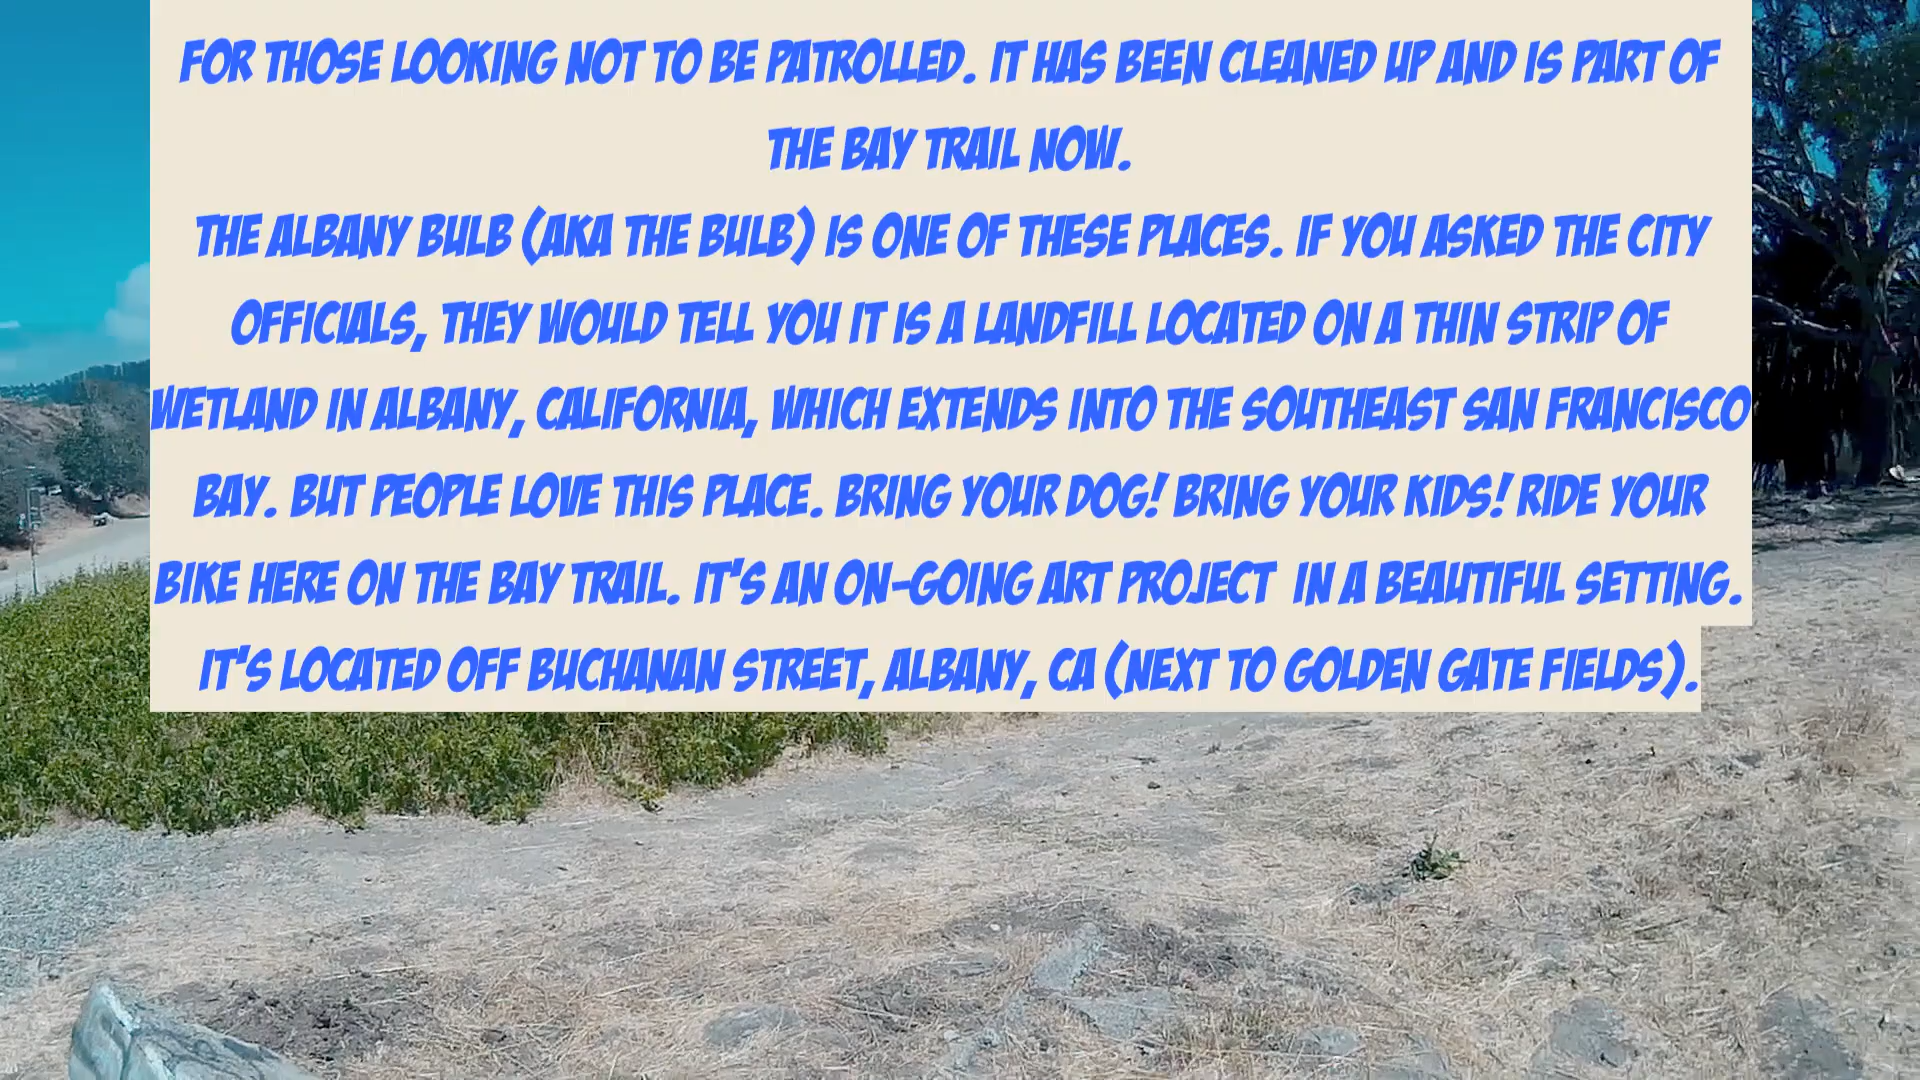 FOR THOSE LOOKING NOT TO BE PATROLLED. IT HAS BEEN CLEANED UP AND IS PART OF
THE BAY TRAIL NOW.
THE ALBANY BULB (AKA THE BULB) IS ONE OF THESE PLACES. IF YOU ASKED THE CITY
OFFICIALS, THEY WOULD TELL YOU IT IS A LANDFILL LOCATED ON A THIN STRIP OF
WETLAND IN ALBANY, CALIFORNIA, WHICH EXTENDS INTO THE SOUTHEAST SAN FRANCISCO
BAY. BUT PEOPLE LOVE THIS PLACE. BRING YOUR DOG! BRING YOUR KIDS! RIDE YOUR
BIKE HERE ON THE BAY TRAIL. IT'S AN ON-GOING ART PROJECT IN A BEAUTIFUL SETTING.
IT'S LOCATED OFF BUCHANAN STREET, ALBANY, CA (NEXT TO GOLDEN GATE FIELDS).